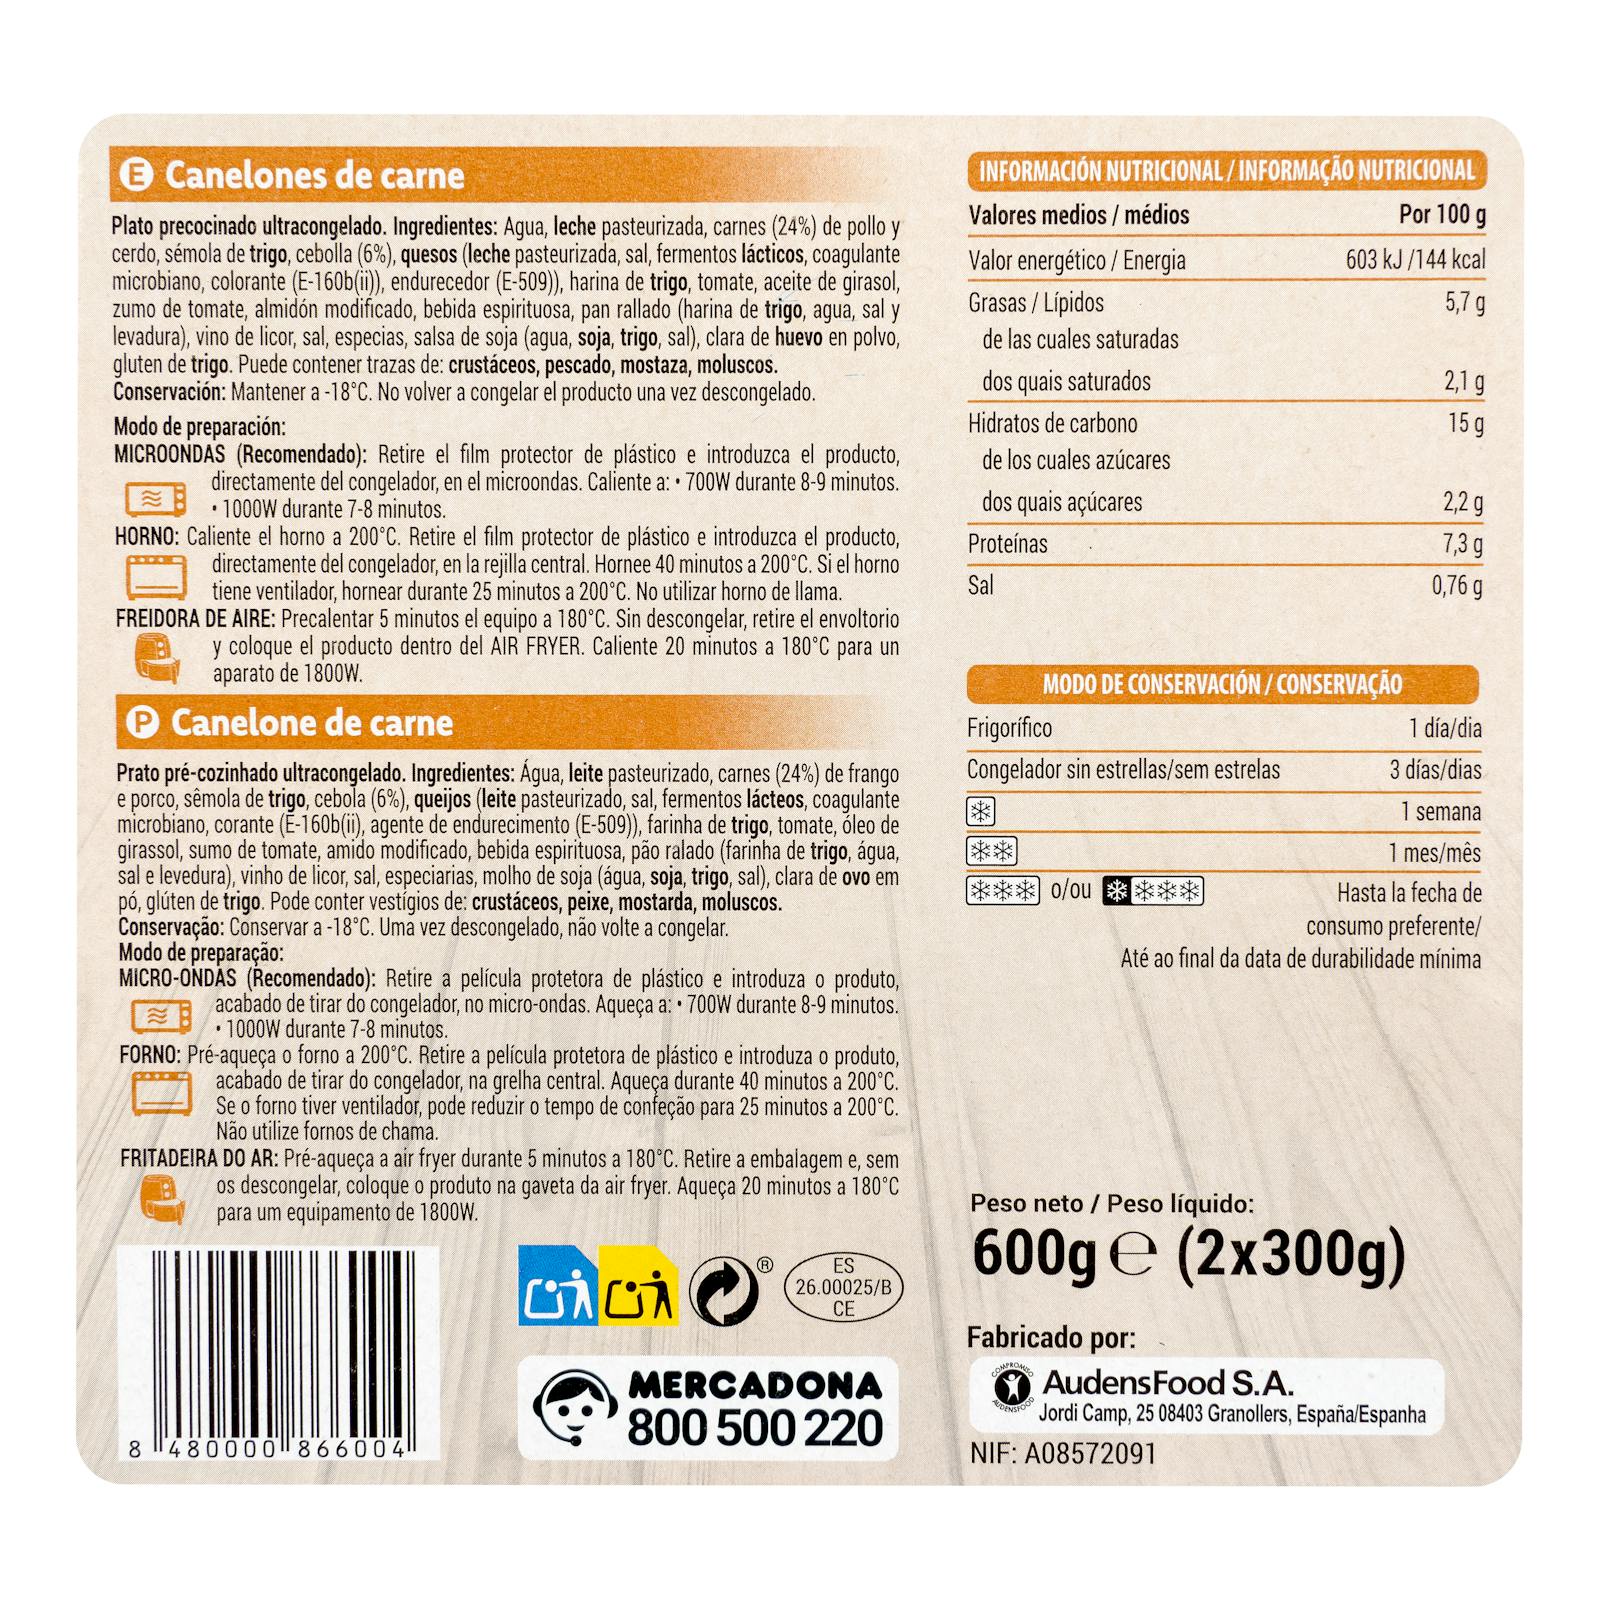 E Canelones de carne
Plato precocinado ultracongelado. Ingredientes: Agua, leche pasteurizada, carnes (24%) de pollo y
cerdo, sémola de trigo, cebolla (6%), quesos (leche pasteurizada, sal, fermentos lácticos, coagulante
microbiano, colorante (E-160b(ii)), endurecedor (E-509)), harina de trigo, tomate, aceite de girasol,
zumo de tomate, almidón modificado, bebida espirituosa, pan rallado (harina de trigo, agua, sal y
levadura), vino de licor, sal, especias, salsa de soja (agua, soja, trigo, sal), clara de huevo en polvo,
gluten de trigo. Puede contener trazas de: crustáceos, pescado, mostaza, moluscos.
Conservación: Mantener a -18°C. No volver a congelar el producto una vez descongelado.
Modo de preparación:
MICROONDAS (Recomendado): Retire el film protector de plástico e introduzca el producto,
directamente del congelador, en el microondas. Caliente a: • 700W durante 8-9 minutos.
• 1000W durante 7-8 minutos.
HORNO: Caliente el horno a 200°C. Retire el film protector de plástico e introduzca el producto,
directamente del congelador, en la rejilla central. Hornee 40 minutos a 200°C. Si el horno
tiene ventilador, hornear durante 25 minutos a 200°C. No utilizar horno de llama.
FREIDORA DE AIRE: Precalentar 5 minutos el equipo a 180°C. Sin descongelar, retire el envoltorio
y coloque el producto dentro del AIR FRYER. Caliente 20 minutos a 180°C para un
aparato de 1800W.
P Canelone de carne
Prato pré-cozinhado ultracongelado. Ingredientes: Água, leite pasteurizado, carnes (24%) de frango
e porco, sêmola de trigo, cebola (6%), queijos (leite pasteurizado, sal, fermentos lácteos, coagulante
microbiano, corante (E-160b(ii), agente de endurecimento (E-509)), farinha de trigo, tomate, óleo de
girassol, sumo de tomate, amido modificado, bebida espirituosa, pão ralado (farinha de trigo, água,
sal e levedura), vinho de licor, sal, especiarias, molho de soja (água, soja, trigo, sal), clara de ovo em
pó, glúten de trigo. Pode conter vestígios de: crustáceos, peixe, mostarda, moluscos.
Conservação: Conservar a -18°C. Uma vez descongelado, não volte a congelar.
Modo de preparação:
MICRO-ONDAS (Recomendado): Retire a película protetora de plástico e introduza o produto,
acabado de tirar do congelador, no micro-ondas. Aqueça a: • 700W durante 8-9 minutos.
• 1000W durante 7-8 minutos.
FORNO: Pré-aqueça o forno a 200°C. Retire a película protetora de plástico e introduza o produto,
acabado de tirar do congelador, na grelha central. Aqueça durante 40 minutos a 200°C.
Se o forno tiver ventilador, pode reduzir o tempo de confeção para 25 minutos a 200°C.
Não utilize fornos de chama.
FRITADEIRA DO AR: Pré-aqueça a air fryer durante 5 minutos a 180°C. Retire a embalagem e, sem
os descongelar, coloque o produto na gaveta da air fryer. Aqueça 20 minutos a 180°C
para um equipamento de 1800W.
8 480000 866004
®
ES
26.00025/B
CE
MERCADONA
800 500 220
INFORMACIÓN NUTRICIONAL / INFORMAÇÃO NUTRICIONAL
Valores medios / médios Por 100 g
Valor energético / Energia 603 kJ /144 kcal
Grasas / Lípidos 5,7 g
de las cuales saturadas
dos quais saturados 2,1 g
Hidratos de carbono 15 g
de los cuales azúcares
dos quais açúcares 2,2 g
Proteínas 7,3 g
Sal 0,76 g
MODO DE CONSERVACIÓN / CONSERVAÇÃO
Frigorífico 1 día/dia
Congelador sin estrellas/sem estrelas 3 días/dias
1 semana
1 mes/mês
o/ou Hasta la fecha de
consumo preferente/
Até ao final da data de durabilidade mínima
Peso neto / Peso líquido:
600g ℮ (2x300g)
Fabricado por:
COMPROMISO
AUDENSFOOD
AudensFood S.A.
Jordi Camp, 25 08403 Granollers, España/Espanha
NIF: A08572091